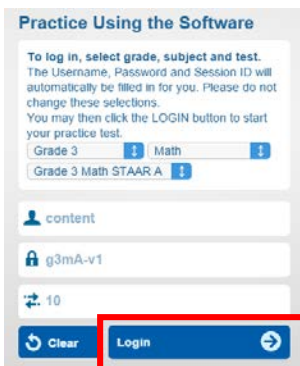 Practice Using the Software
To log in, select grade, subject and test.
The Username, Password and Session ID will
automatically be filled in for you. Please do not
change these selections.
You may then click the LOGIN button to start
your practice test.
Grade 3 Math
Grade 3 Math STAAR A
content
g3mA-v1
10
Clear Login